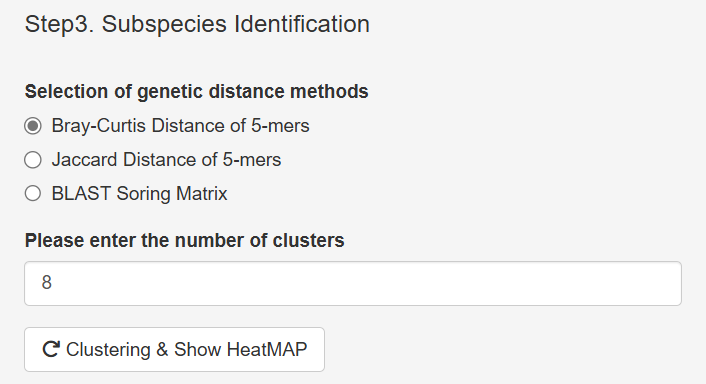 Step3. Subspecies Identification
Selection of genetic distance methods
Bray-Curtis Distance of 5-mers
Jaccard Distance of 5-mers
BLAST Soring Matrix
Please enter the number of clusters
8
Clustering & Show HeatMAP